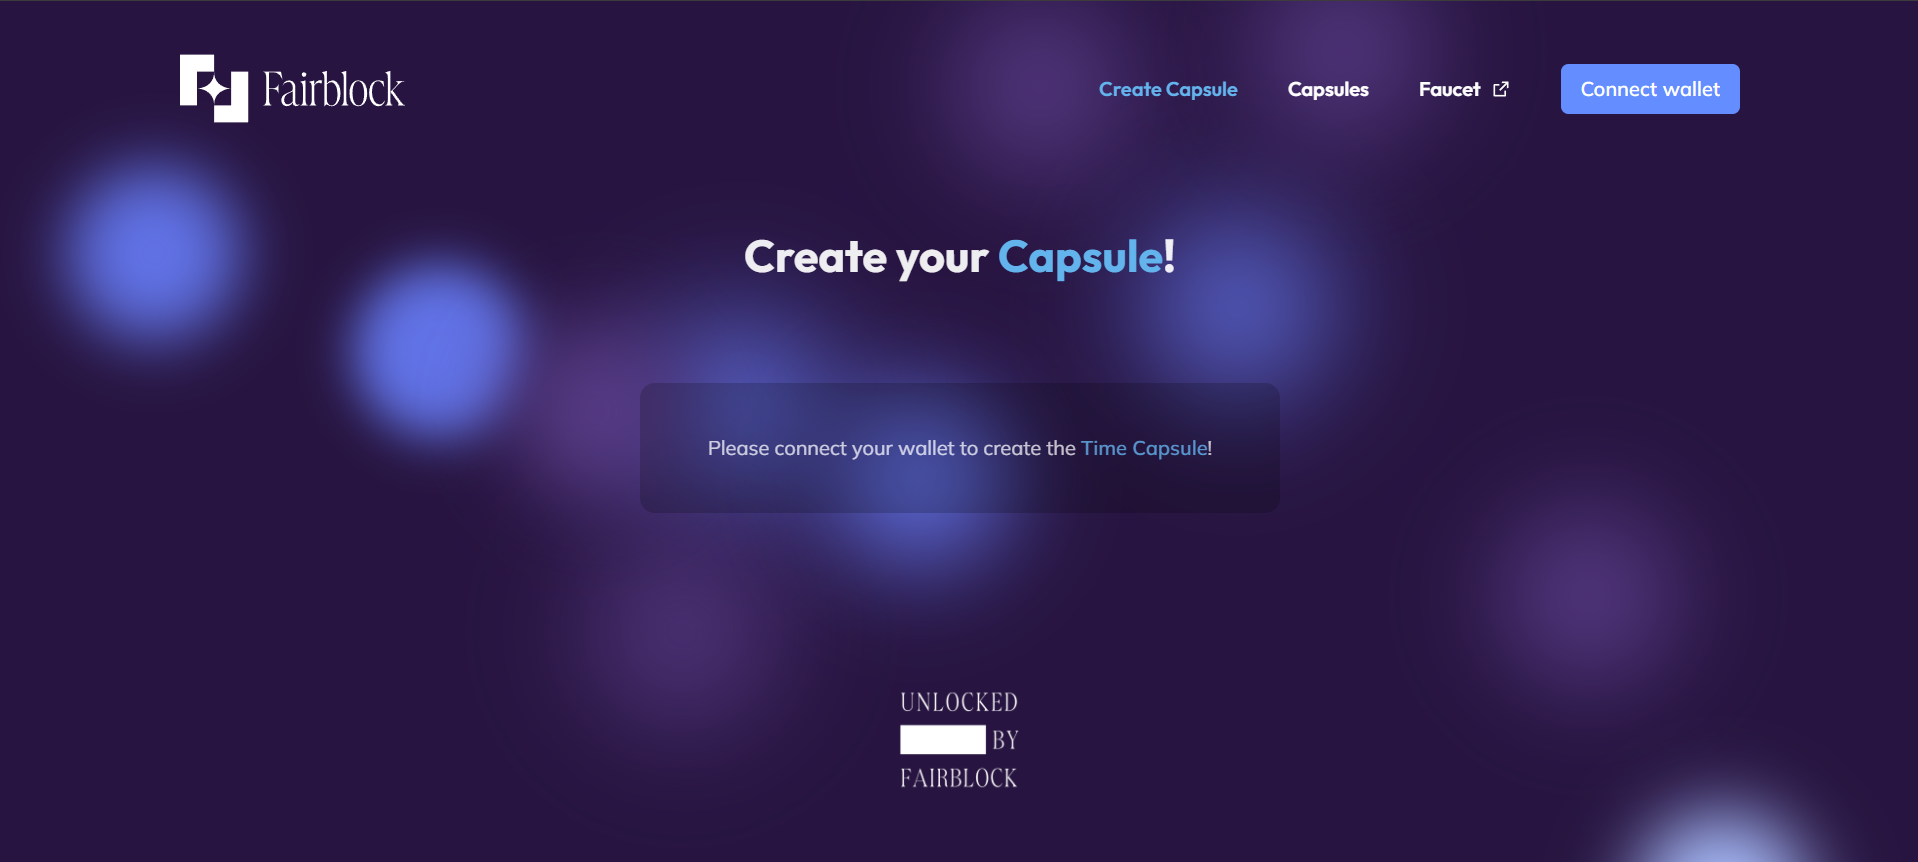 Fairblock
Create Capsule
Capsules
Faucet
Connect wallet
Create your Capsule!
Please connect your wallet to create the Time Capsule!
UNLOCKED
BY
FAIRBLOCK